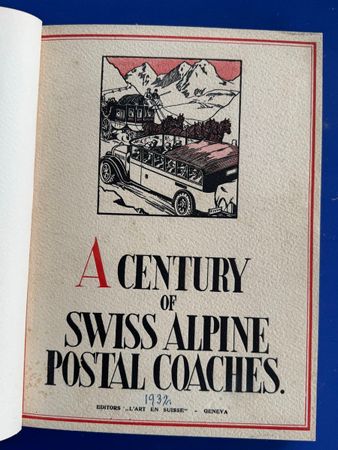 A CENTURY
OF
SWISS ALPINE
POSTAL COACHES.
1932
EDITORS "L'ART EN SUISSE" - GENEVA